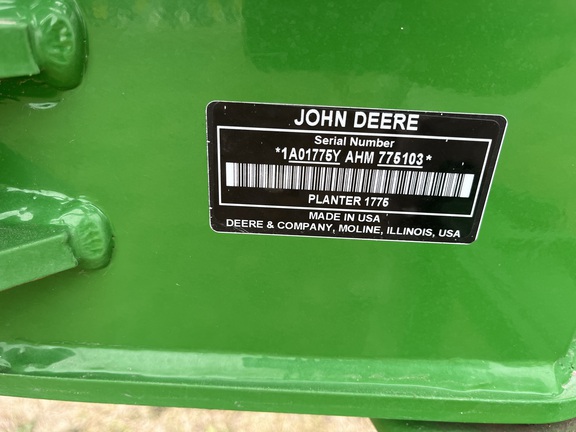 JOHN DEERE
Serial Number
*1A01775Y AHM 775103*
PLANTER 1775
MADE IN USA
DEERE & COMPANY, MOLINE, ILLINOIS, USA